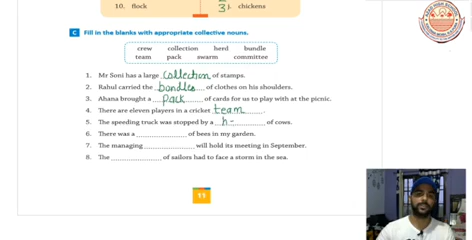 10. flock
3. chickens
C Fill in the blanks with appropriate collective nouns.
crew collection herd bundle
team pack swarm committee
1. Mr Soni has a large collection of stamps.
2. Rahul carried the bundles of clothes on his shoulders.
3. Ahana brought a pack of cards for us to play with at the picnic.
4. There are eleven players in a cricket team.
5. The speeding truck was stopped by a h of cows.
6. There was a of bees in my garden.
7. The managing will hold its meeting in September.
8. The of sailors had to face a storm in the sea.
15